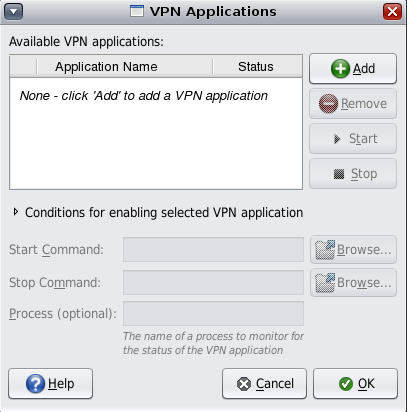 VPN Applications
Available VPN applications:
Application Name Status
None - click 'Add' to add a VPN application
Add
Remove
Start
Stop
Conditions for enabling selected VPN application
Start Command: Browse...
Stop Command: Browse...
Process (optional):
The name of a process to monitor for
the status of the VPN application
Help Cancel OK